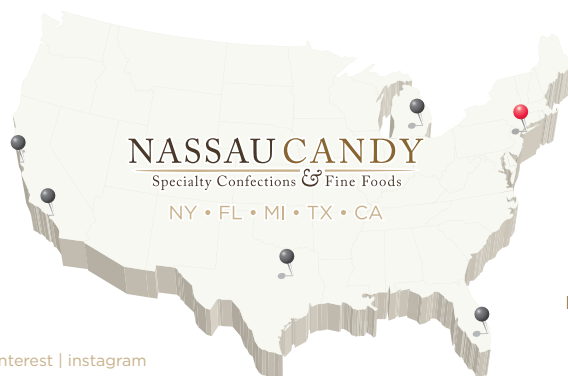 NASSAU CANDY
Specialty Confections & Fine Foods
NY • FL • MI • TX • CA
nterest | instagram